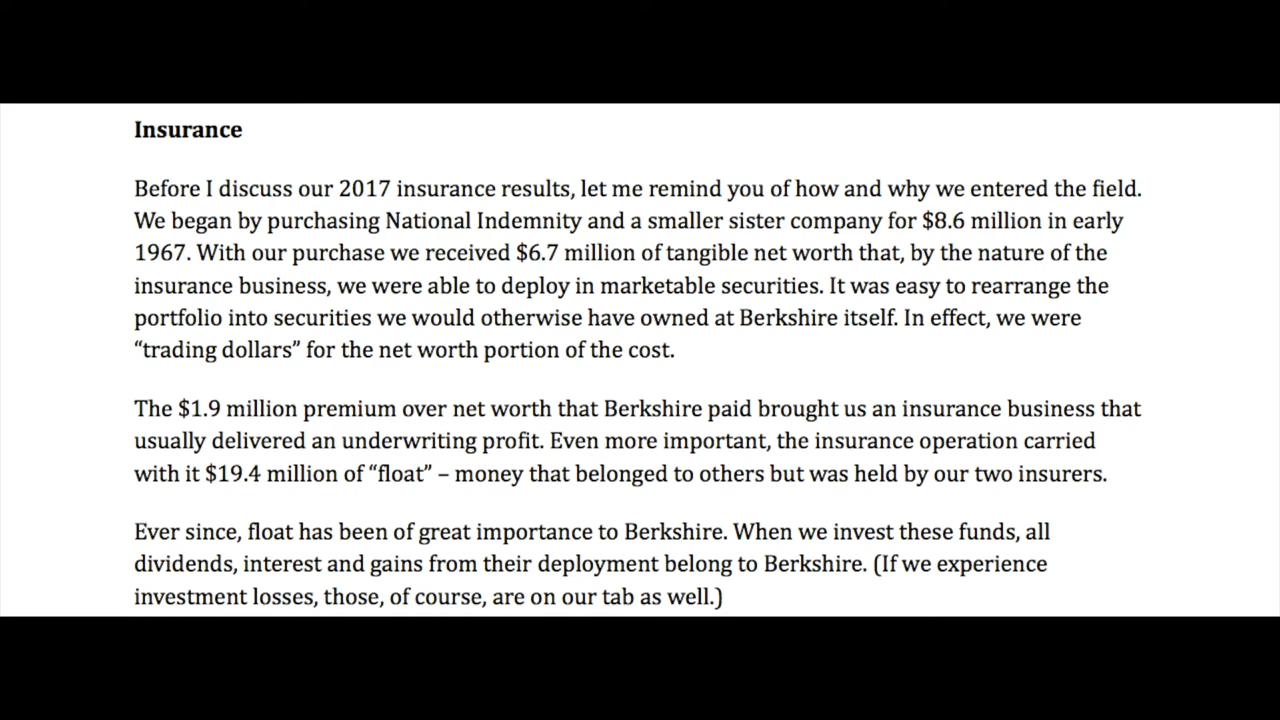 Insurance
Before I discuss our 2017 insurance results, let me remind you of how and why we entered the field.
We began by purchasing National Indemnity and a smaller sister company for $8.6 million in early
1967. With our purchase we received $6.7 million of tangible net worth that, by the nature of the
insurance business, we were able to deploy in marketable securities. It was easy to rearrange the
portfolio into securities we would otherwise have owned at Berkshire itself. In effect, we were
“trading dollars” for the net worth portion of the cost.
The $1.9 million premium over net worth that Berkshire paid brought us an insurance business that
usually delivered an underwriting profit. Even more important, the insurance operation carried
with it $19.4 million of “float” – money that belonged to others but was held by our two insurers.
Ever since, float has been of great importance to Berkshire. When we invest these funds, all
dividends, interest and gains from their deployment belong to Berkshire. (If we experience
investment losses, those, of course, are on our tab as well.)